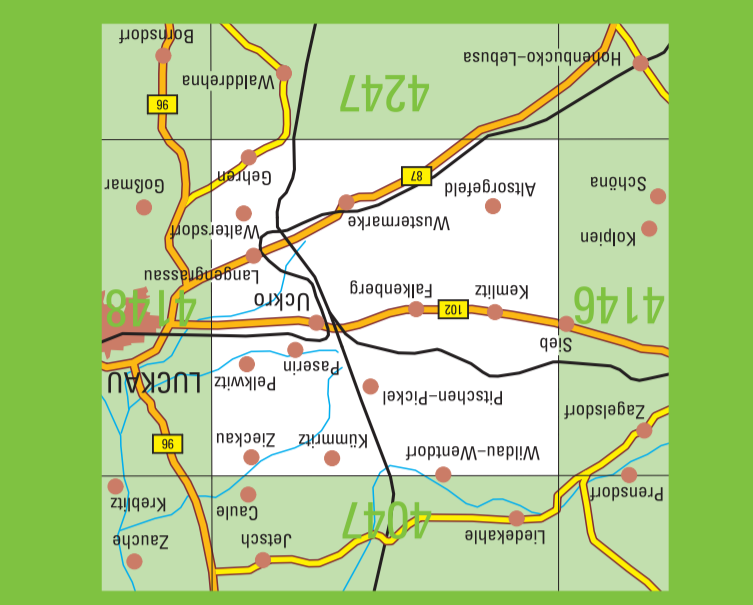 Liedekahle
Jetsch
Zauche
4047
Prensdorf
Caule
Kreblitz
Wildau-Wentdorf
Kümmritz
Zieckau
96
Zagelsdorf
Pitschen-Pickel
Pelkwitz
LUCKAU
Paserin
Sieb
4146
102
4148
Uckro
Kemlitz
Falkenberg
Langengrassau
Kolpien
Waltersdorf
Wustermarke
Schöna
Altsorgefeld
Goßmar
87
Gehren
96
4247
Walddrehna
Hohenbucko-Lebusa
Bornsdorf